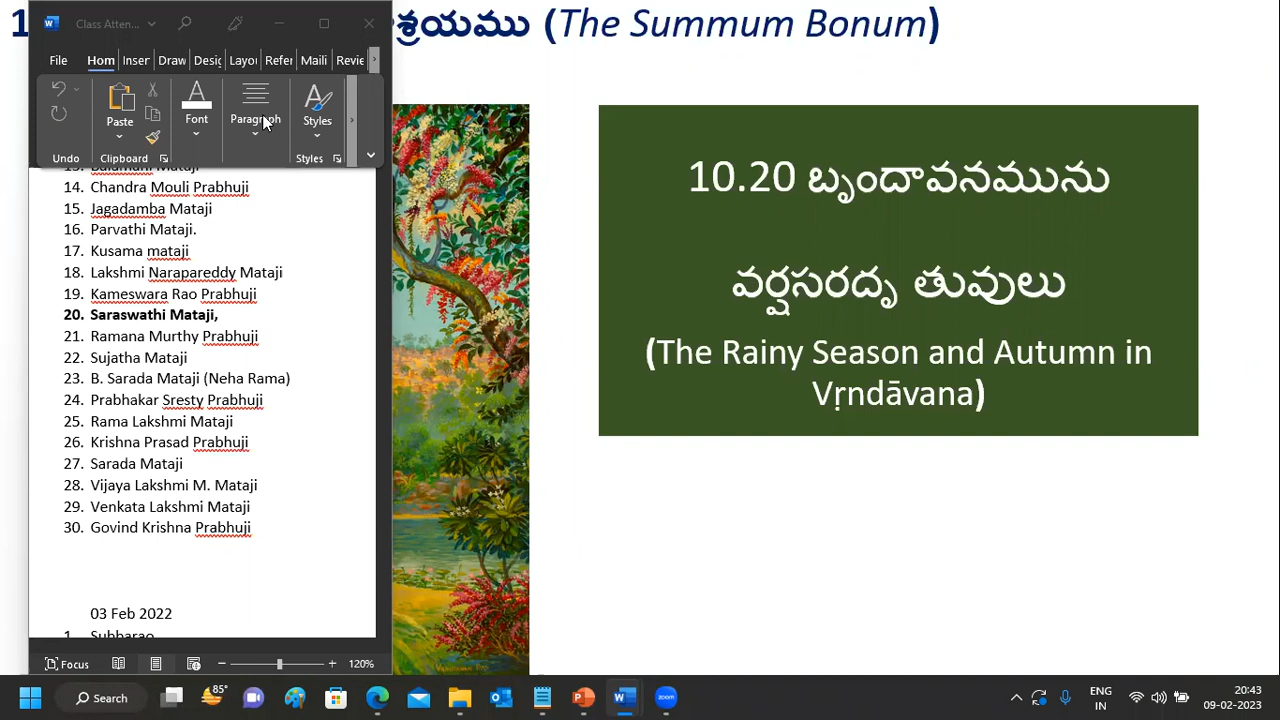 1
శ్రయము (The Summum Bonum)
Class Atten...
File Hom Inser Draw Desig Layou Refer Maili Revie
Paste
Font
Paragraph
Styles
Undo
Clipboard
Styles
14. Chandra Mouli Prabhuji
15. Jagadamba Mataji
16. Parvathi Mataji.
17. Kusama mataji
18. Lakshmi Narapareddy Mataji
19. Kameswara Rao Prabhuji
20. Saraswathi Mataji,
21. Ramana Murthy Prabhuji
22. Sujatha Mataji
23. B. Sarada Mataji (Neha Rama)
24. Prabhakar Sresty Prabhuji
25. Rama Lakshmi Mataji
26. Krishna Prasad Prabhuji
27. Sarada Mataji
28. Vijaya Lakshmi M. Mataji
29. Venkata Lakshmi Mataji
30. Govind Krishna Prabhuji
03 Feb 2022
1. Subbarao
Focus
120%
10.20 బృందావనమును
వర్షసరదృ తువులు
(The Rainy Season and Autumn in
Vṛndāvana)
85°
Search
ENG
IN
20:43
09-02-2023